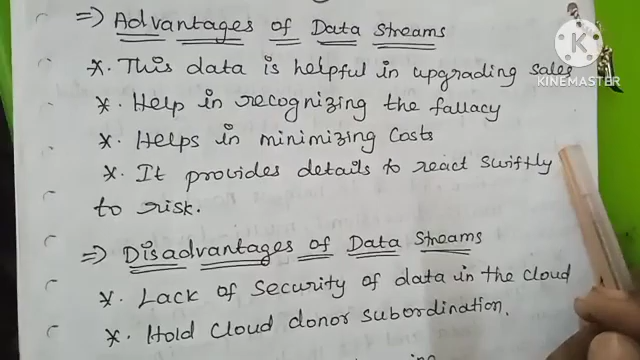 => Advantages of Data Streams
*. This data is helpful in upgrading sales
K
KINEMASTER
*. Help in recognizing the fallacy
*. Helps in minimizing costs
*. It provides details to react swiftly
to risk.
=> Disadvantages of Data Streams
*. Lack of security of data in the cloud
*. Hold cloud donor subordination.